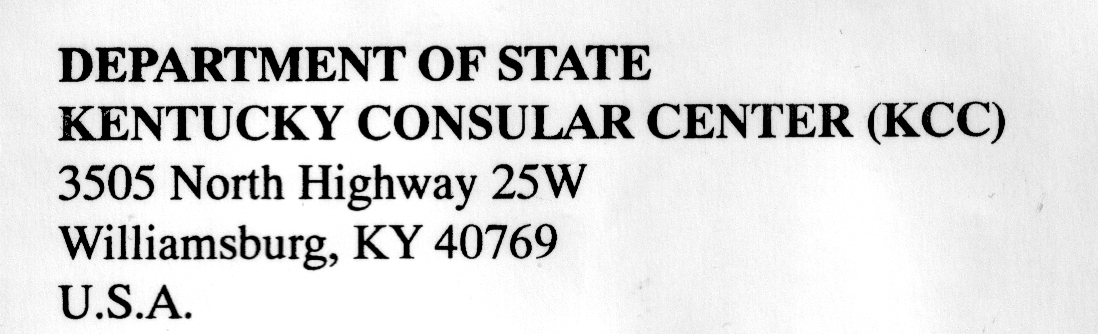 DEPARTMENT OF STATE
KENTUCKY CONSULAR CENTER (KCC)
3505 North Highway 25W
Williamsburg, KY 40769
U.S.A.